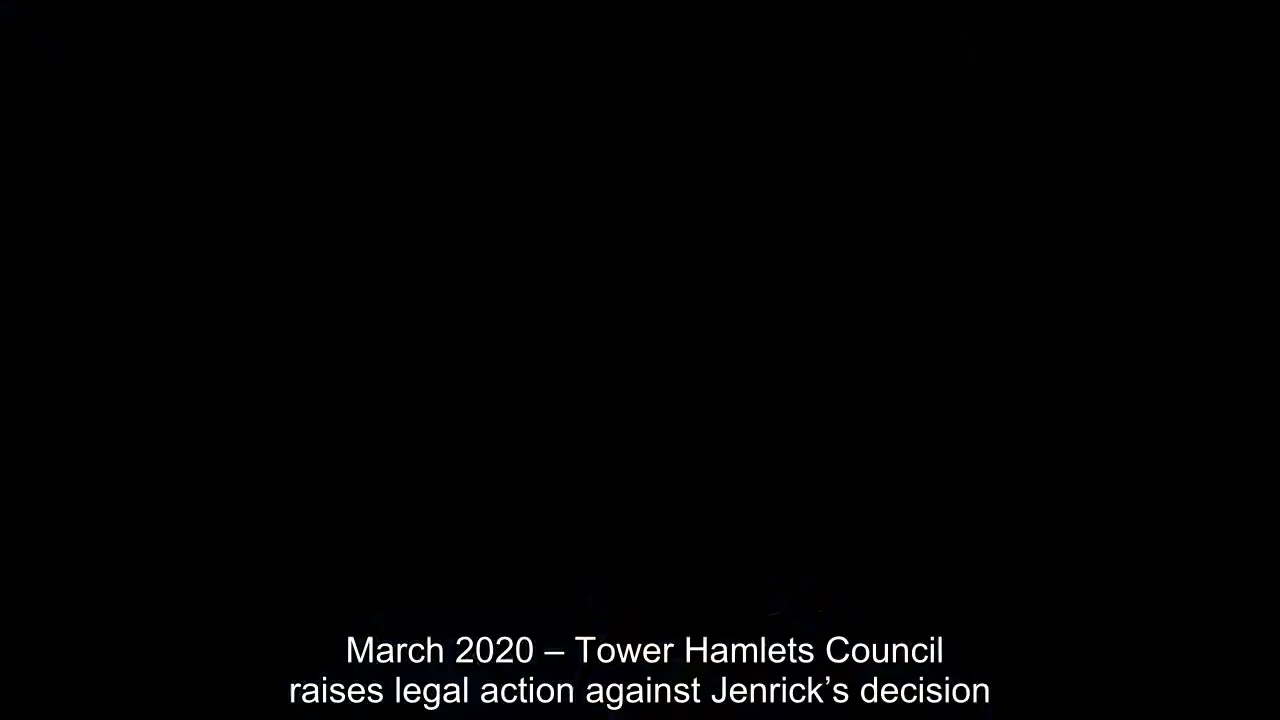 March 2020 – Tower Hamlets Council
raises legal action against Jenrick’s decision